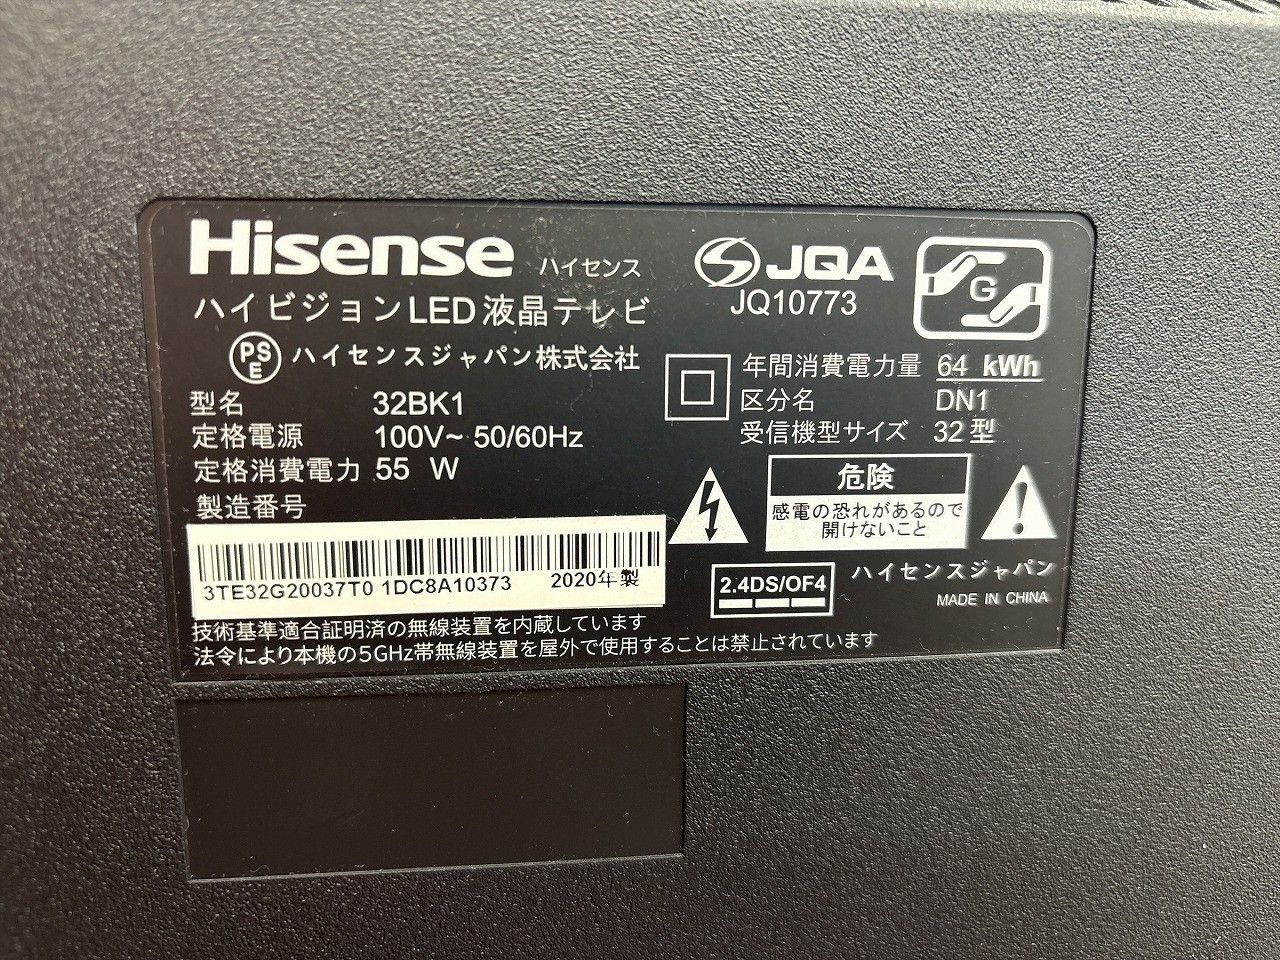 Hisense ハイセンス
ハイビジョンLED液晶テレビ
PSE ハイセンスジャパン株式会社
型名 32BK1
定格電源 100V~ 50/60Hz
定格消費電力 55 W
製造番号
3TE32G20037T0 1DC8A10373 2020年製
技術基準適合証明済の無線装置を内蔵しています
法令により本機の5GHz帯無線装置を屋外で使用することは禁止されています
JQA
JQ10773
G
年間消費電力量 64 kWh
区分名 DN1
受信機型サイズ 32型
危険
感電の恐れがあるので
開けないこと
2.4DS/OF4
ハイセンスジャパン
MADE IN CHINA